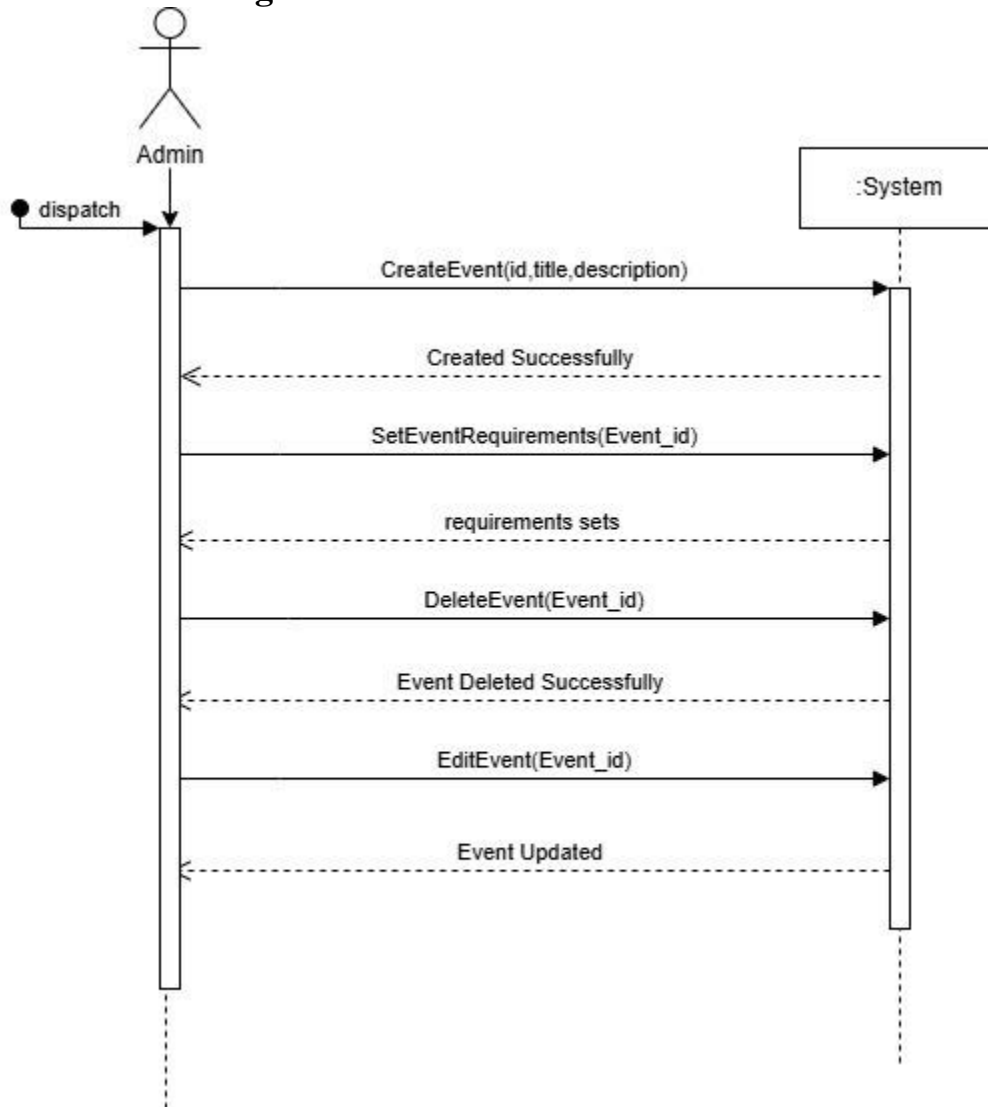 Admin
:System
dispatch
CreateEvent(id,title,description)
Created Successfully
SetEventRequirements(Event_id)
requirements sets
DeleteEvent(Event_id)
Event Deleted Successfully
EditEvent(Event_id)
Event Updated